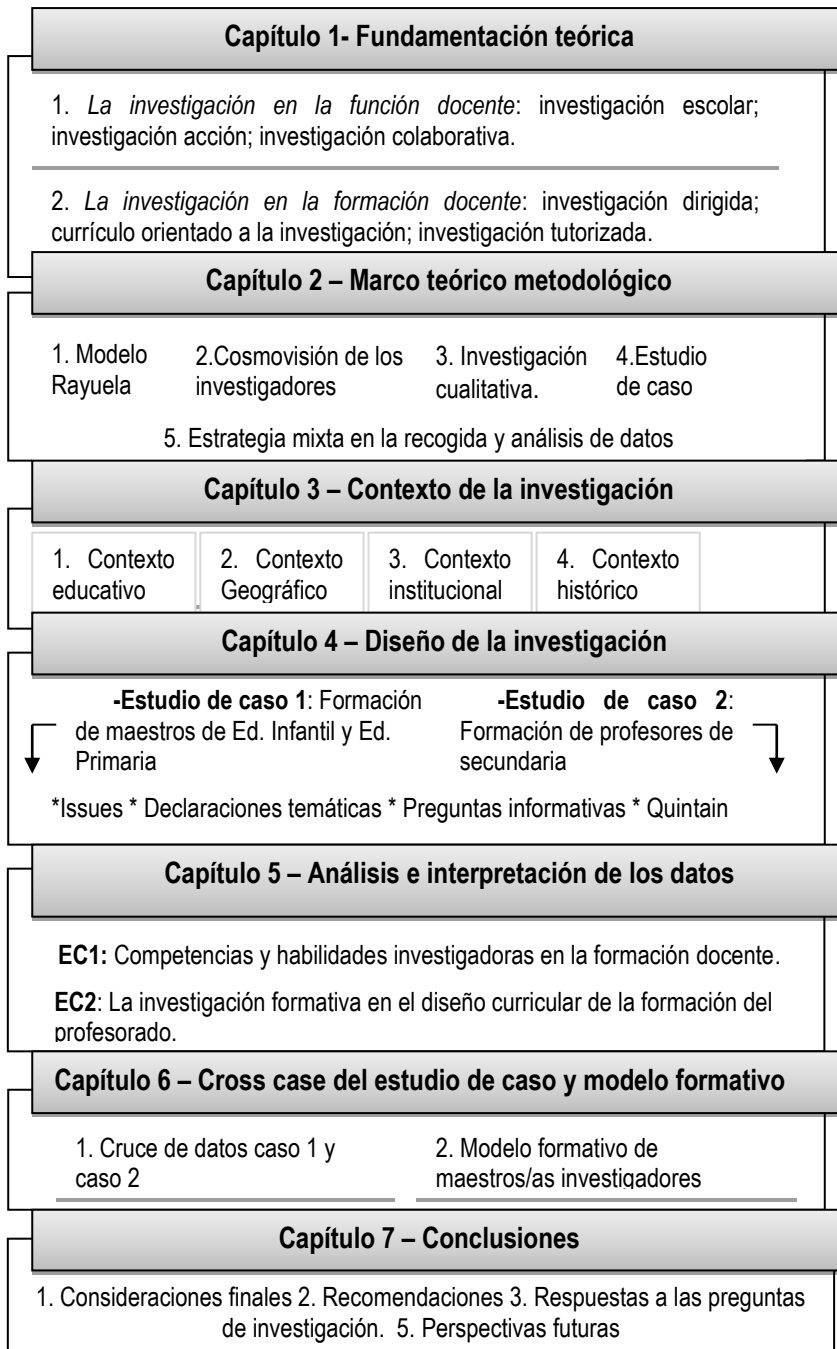 Capítulo 1- Fundamentación teórica
1. La investigación en la función docente: investigación escolar;
investigación acción; investigación colaborativa.
2. La investigación en la formación docente: investigación dirigida;
currículo orientado a la investigación; investigación tutorizada.
Capítulo 2 – Marco teórico metodológico
1. Modelo
Rayuela
2.Cosmovisión de los
investigadores
3. Investigación
cualitativa.
4.Estudio
de caso
5. Estrategia mixta en la recogida y análisis de datos
Capítulo 3 – Contexto de la investigación
1. Contexto
educativo
2. Contexto
Geográfico
3. Contexto
institucional
4. Contexto
histórico
Capítulo 4 – Diseño de la investigación
-Estudio de caso 1: Formación
de maestros de Ed. Infantil y Ed.
Primaria
-Estudio de caso 2:
Formación de profesores de
secundaria
*Issues * Declaraciones temáticas * Preguntas informativas * Quintain
Capítulo 5 – Análisis e interpretación de los datos
EC1: Competencias y habilidades investigadoras en la formación docente.
EC2: La investigación formativa en el diseño curricular de la formación del
profesorado.
Capítulo 6 – Cross case del estudio de caso y modelo formativo
1. Cruce de datos caso 1 y
caso 2
2. Modelo formativo de
maestros/as investigadores
Capítulo 7 – Conclusiones
1. Consideraciones finales 2. Recomendaciones 3. Respuestas a las preguntas
de investigación. 5. Perspectivas futuras